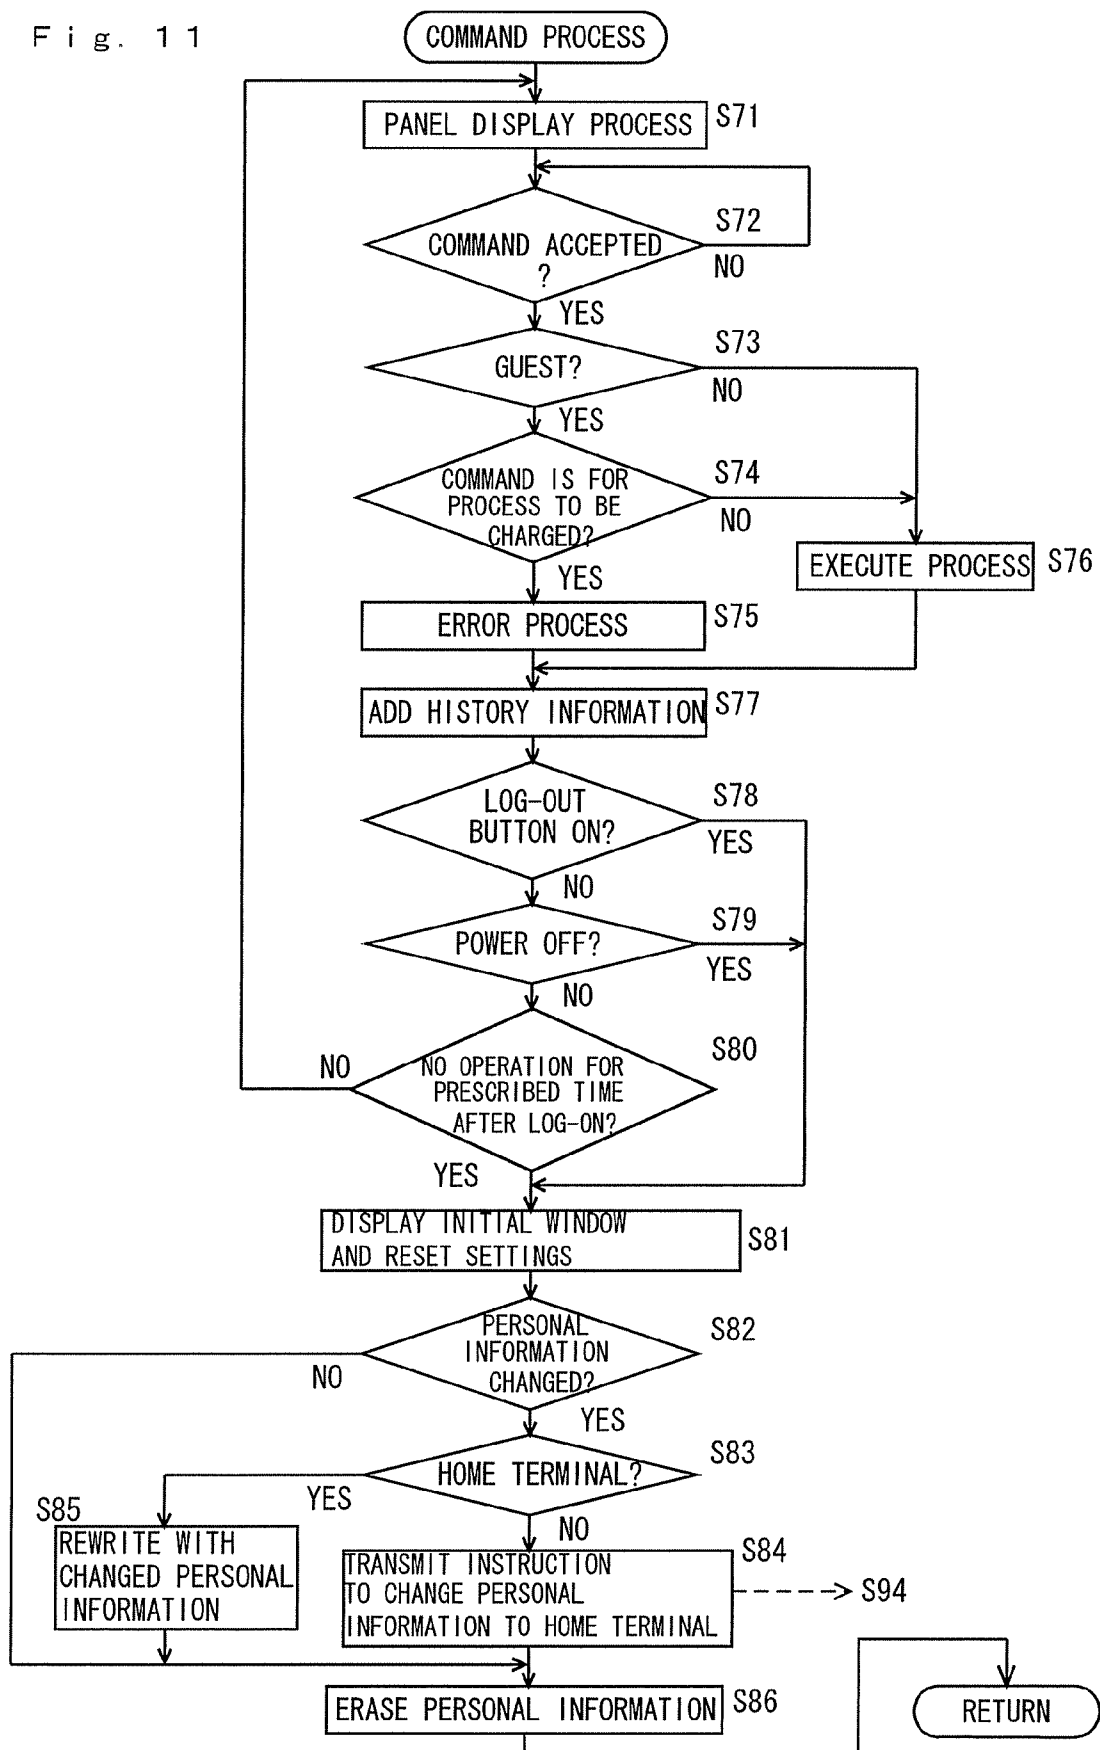 Fig. 11
COMMAND PROCESS
PANEL DISPLAY PROCESS
S71
S72
COMMAND ACCEPTED
?
NO
YES
S73
GUEST?
NO
YES
S74
COMMAND IS FOR
PROCESS TO BE
CHARGED?
NO
YES
EXECUTE PROCESS
S76
ERROR PROCESS
S75
ADD HISTORY INFORMATION
S77
S78
LOG-OUT
BUTTON ON?
YES
NO
S79
POWER OFF?
YES
NO
S80
NO
NO OPERATION FOR
PRESCRIBED TIME
AFTER LOG-ON?
YES
DISPLAY INITIAL WINDOW
AND RESET SETTINGS
S81
S82
PERSONAL
INFORMATION
CHANGED?
NO
YES
S83
HOME TERMINAL?
YES
NO
S85
REWRITE WITH
CHANGED PERSONAL
INFORMATION
S84
TRANSMIT INSTRUCTION
TO CHANGE PERSONAL
INFORMATION TO HOME TERMINAL
S94
ERASE PERSONAL INFORMATION
S86
RETURN